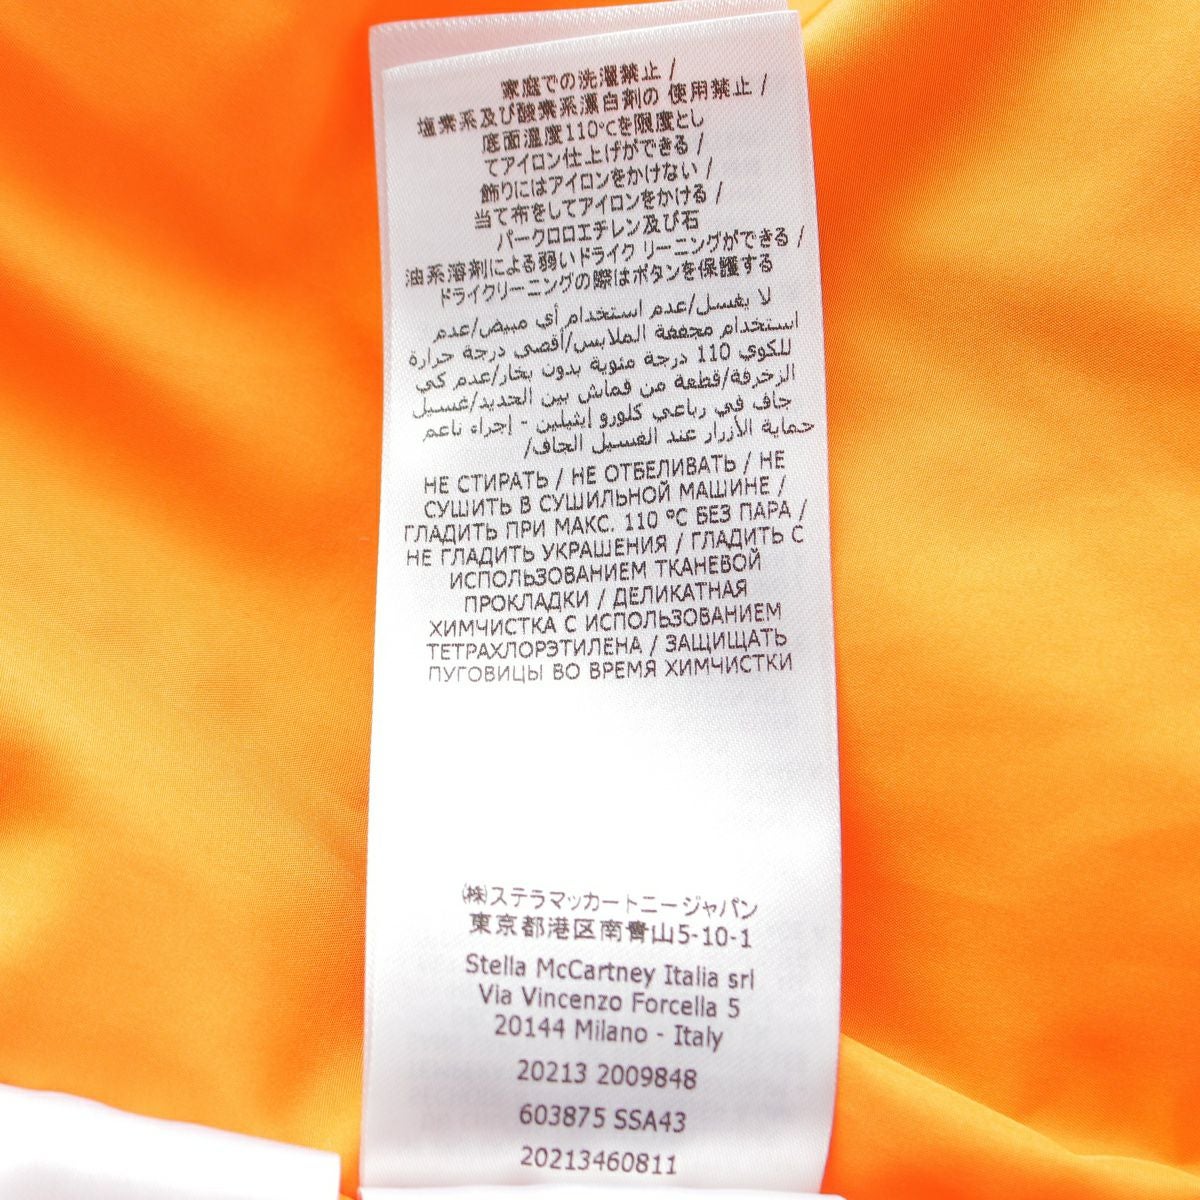 家庭での洗濯禁止 /
塩素系及び酸素系漂白剤の 使用禁止 /
底面温度110℃を限度とし
てアイロン仕上げができる /
飾りにはアイロンをかけない /
当て布をしてアイロンをかける /
パークロロエチレン及び石
油系溶剤による弱いドライク リーニングができる /
ドライクリーニングの際はボタンを保護する
لا يغسل/عدم استخدام أي مبيض/عدم
استخدام مجففة الملابس/أقصى درجة حرارة
للكوي 110 درجة مئوية بدون بخار/عدم كي
الزخرفة/قطعة من قماش بين الحديد/غسيل
جاف في رباعي كلورو إيثيلين - إجراء ناعم
حماية الأزرار عند الغسيل الجاف/
НЕ СТИРАТЬ / НЕ ОТБЕЛИВАТЬ / НЕ
СУШИТЬ В СУШИЛЬНОЙ МАШИНЕ /
ГЛАДИТЬ ПРИ МАКС. 110 °C БЕЗ ПАРА /
НЕ ГЛАДИТЬ УКРАШЕНИЯ / ГЛАДИТЬ С
ИСПОЛЬЗОВАНИЕМ ТКАНЕВОЙ
ПРОКЛАДКИ / ДЕЛИКАТНАЯ
ХИМЧИСТКА С ИСПОЛЬЗОВАНИЕМ
ТЕТРАХЛОРЭТИЛЕНА / ЗАЩИЩАТЬ
ПУГОВИЦЫ ВО ВРЕМЯ ХИМЧИСТКИ
㈱ステラマッカートニージャパン
東京都港区南青山5-10-1
Stella McCartney Italia srl
Via Vincenzo Forcella 5
20144 Milano - Italy
20213 2009848
603875 SSA43
20213460811